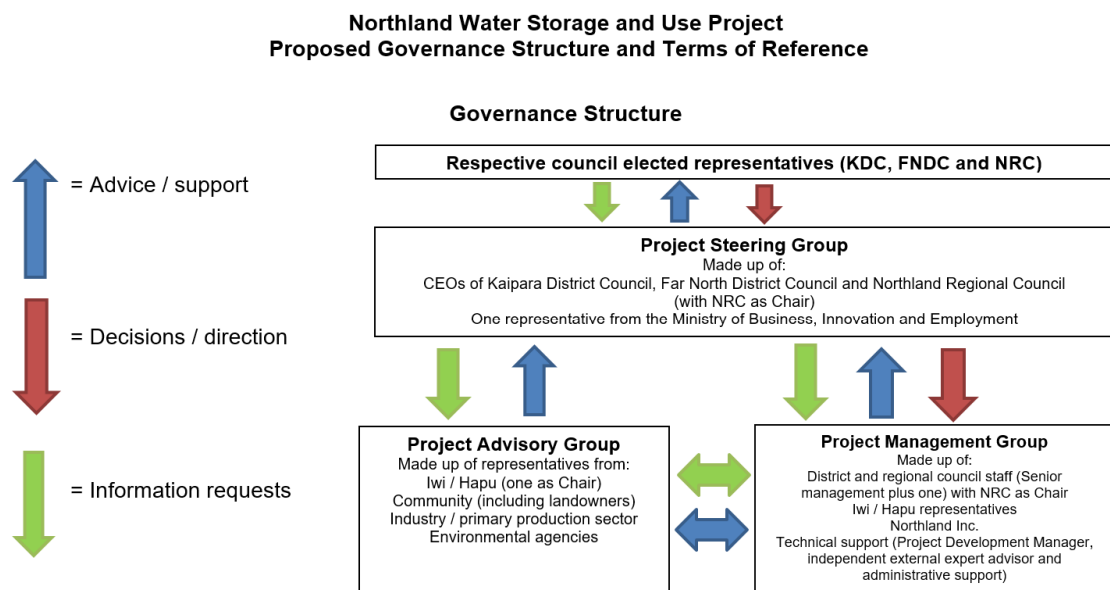 Northland Water Storage and Use Project
Proposed Governance Structure and Terms of Reference
Governance Structure
= Advice / support
= Decisions / direction
= Information requests
Respective council elected representatives (KDC, FNDC and NRC)
Project Steering Group
Made up of:
CEOs of Kaipara District Council, Far North District Council and Northland Regional Council
(with NRC as Chair)
One representative from the Ministry of Business, Innovation and Employment
Project Advisory Group
Made up of representatives from:
Iwi / Hapu (one as Chair)
Community (including landowners)
Industry / primary production sector
Environmental agencies
Project Management Group
Made up of:
District and regional council staff (Senior
management plus one) with NRC as Chair
Iwi / Hapu representatives
Northland Inc.
Technical support (Project Development Manager,
independent external expert advisor and
administrative support)